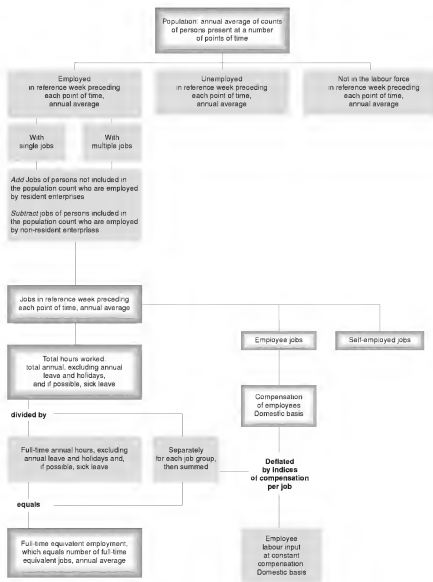 Population: annual average of counts
of persons present at a number
of points of time
Employed
in reference week preceding
each point of time,
annual average
Unemployed
in reference week preceding
each point of time,
annual average
Not in the labour force
in reference week preceding
each point of time,
annual average
With
single jobs
With
multiple jobs
Add Jobs of persons not included in
the population count who are employed
by resident enterprises
Subtract jobs of persons included in
the population count who are employed
by non-resident enterprises
Jobs in reference week preceding
each point of time, annual average
Employee jobs
Self-employed jobs
Total hours worked
total annual, excluding annual
leave and holidays,
and if possible, sick leave
Compensation
of employees
Domestic basis
divided by
Full-time annual hours, excluding
annual leave and holidays and,
if possible, sick leave
Separately
for each job group,
then summed
Deflated
by indices
of compensation
per job
equals
Full-time equivalent employment,
which equals number of full-time
equivalent jobs, annual average
Employee
labour input
at constant
compensation
Domestic basis